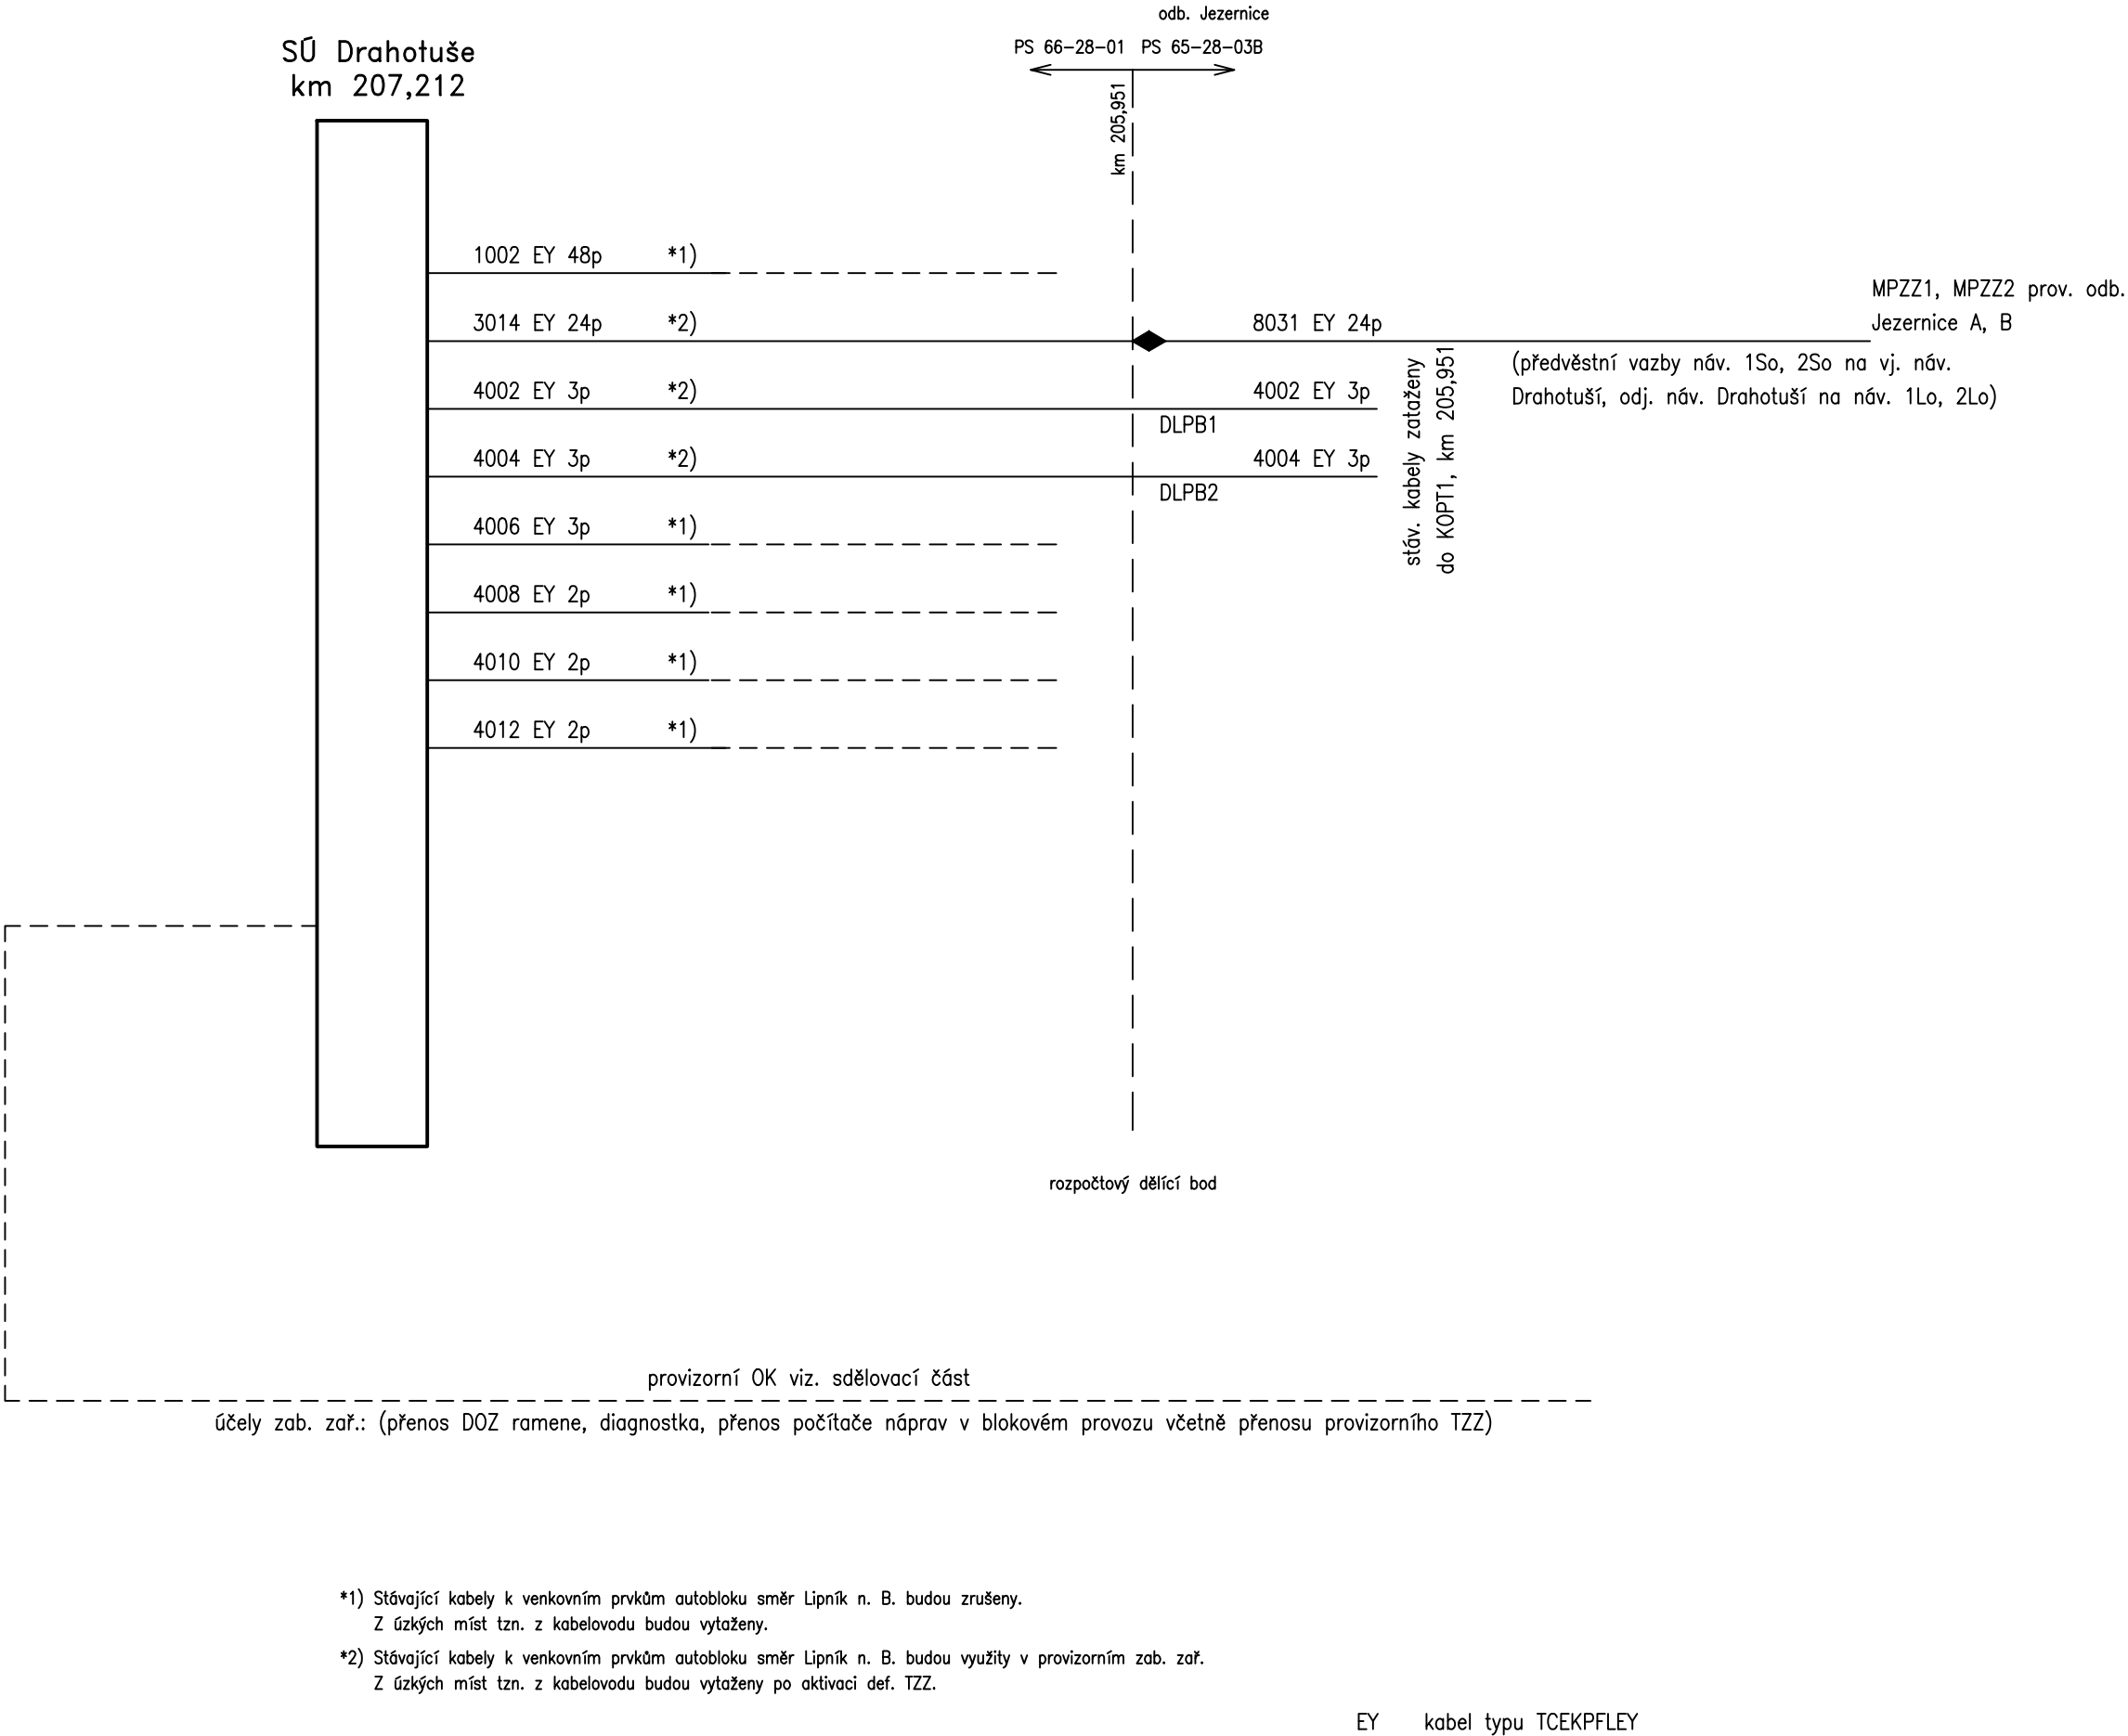 odb. Jezernice
SÚ Drahotuše
km 207,212
PS 66-28-01 PS 65-28-03B
km 205,951
1002 EY 48p *1)
3014 EY 24p *2)
8031 EY 24p
MPZZ1, MPZZ2 prov. odb.
Jezernice A, B
(předvěstní vazby náv. 1So, 2So na vj. náv.
Drahotuší, odj. náv. Drahotuší na náv. 1Lo, 2Lo)
4002 EY 3p *2)
4002 EY 3p
DLPB1
4004 EY 3p *2)
4004 EY 3p
DLPB2
stáv. kabely zataženy
do KOPT1, km 205,951
4006 EY 3p *1)
4008 EY 2p *1)
4010 EY 2p *1)
4012 EY 2p *1)
rozpočtový dělící bod
provizorní OK viz. sdělovací část
účely zab. zař.: (přenos DOZ ramene, diagnostka, přenos počítače náprav v blokovém provozu včetně přenosu provizorního TZZ)
*1) Stávající kabely k venkovním prvkům autobloku směr Lipník n. B. budou zrušeny.
Z úzkých míst tzn. z kabelovodu budou vytaženy.
*2) Stávající kabely k venkovním prvkům autobloku směr Lipník n. B. budou využity v provizorním zab. zař.
Z úzkých míst tzn. z kabelovodu budou vytaženy po aktivaci def. TZZ.
EY kabel typu TCEKPFLEY